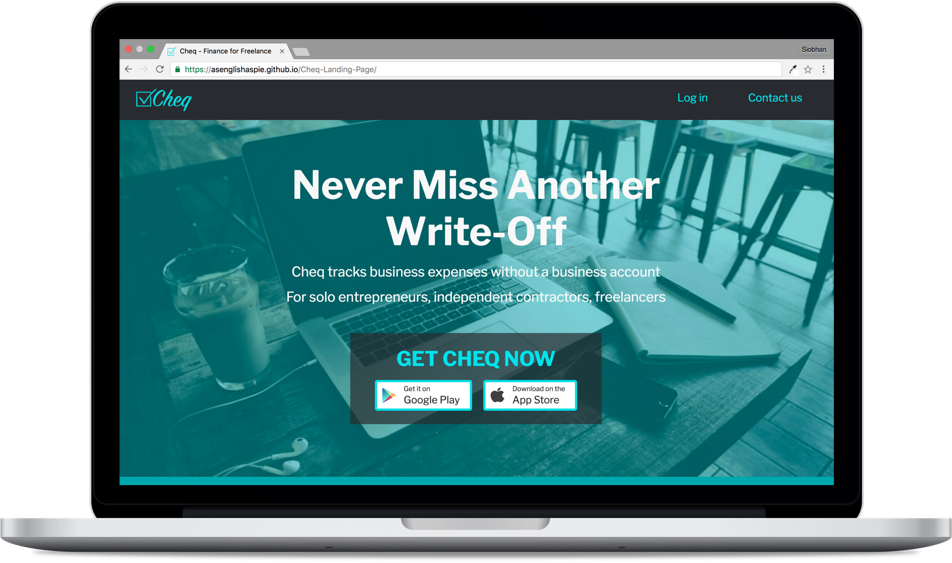 Cheq - Finance for Freelance
Siobhan
https://asenglishaspie.github.io/Cheq-Landing-Page/
Cheq
Log in
Contact us
Never Miss Another
Write-Off
Cheq tracks business expenses without a business account
For solo entrepreneurs, independent contractors, freelancers
GET CHEQ NOW
Get it on
Google Play
Download on the
App Store